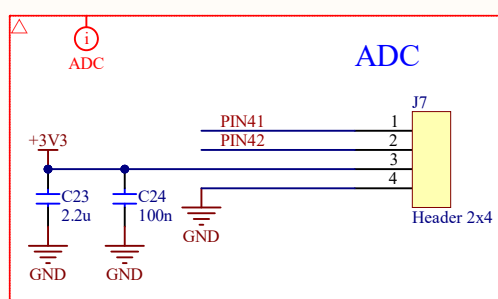 i
ADC
ADC
J7
PIN41 1
PIN42 2
+3V3 3
4
C23
2.2u
C24
100n
GND
Header 2x4
GND
GND